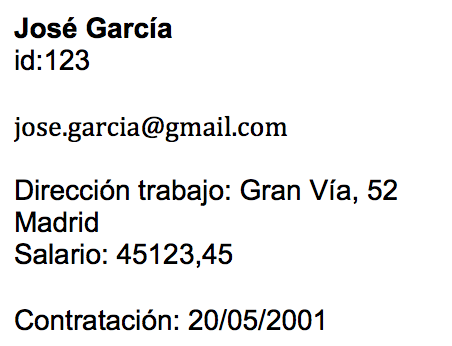 José García
id:123
jose.garcia@gmail.com
Dirección trabajo: Gran Vía, 52
Madrid
Salario: 45123,45
Contratación: 20/05/2001